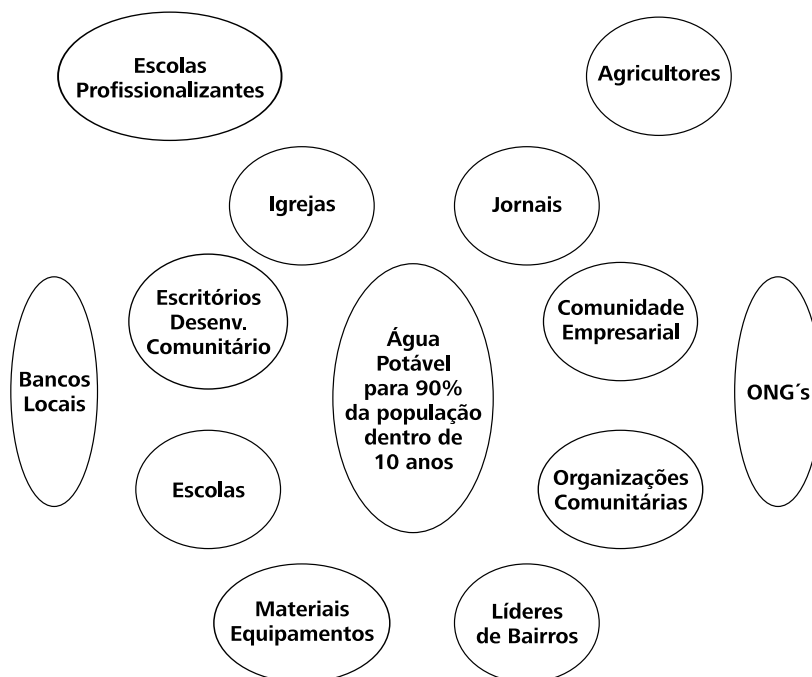 Escolas
Profissionalizantes
Agricultores
Igrejas
Jornais
Escritórios
Desenv.
Comunitário
Comunidade
Empresarial
Bancos
Locais
Água
Potável
para 90%
da população
dentro de
10 anos
ONG´s
Escolas
Organizações
Comunitárias
Materiais
Equipamentos
Líderes
de Bairros